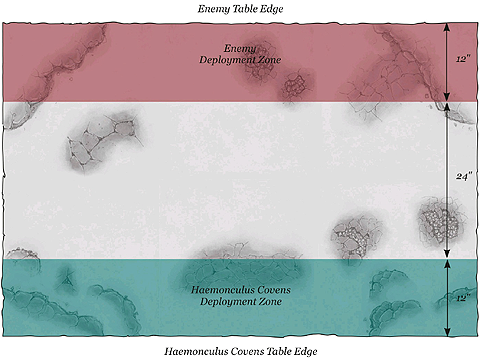 Enemy Table Edge
Enemy
Deployment Zone
12"
24"
Haemonculus Covens
Deployment Zone
12"
Haemonculus Covens Table Edge